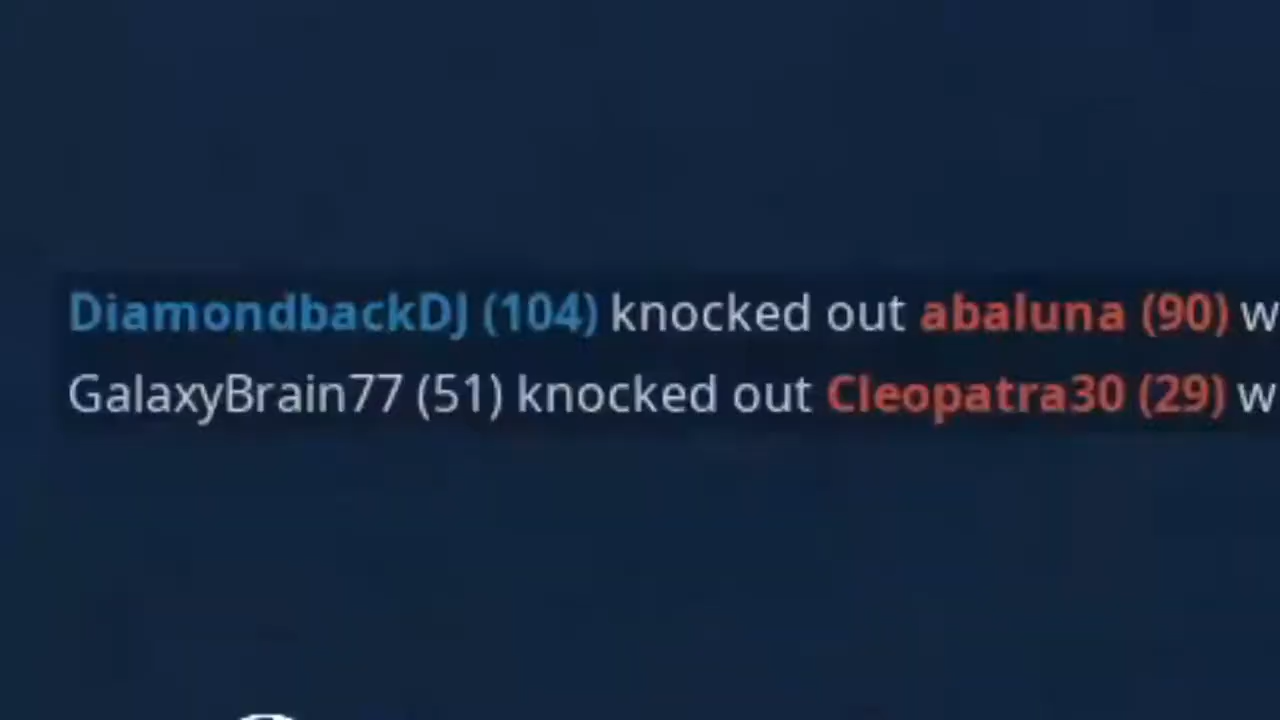 DiamondbackDJ (104) knocked out abaluna (90) w
GalaxyBrain77 (51) knocked out Cleopatra30 (29) w